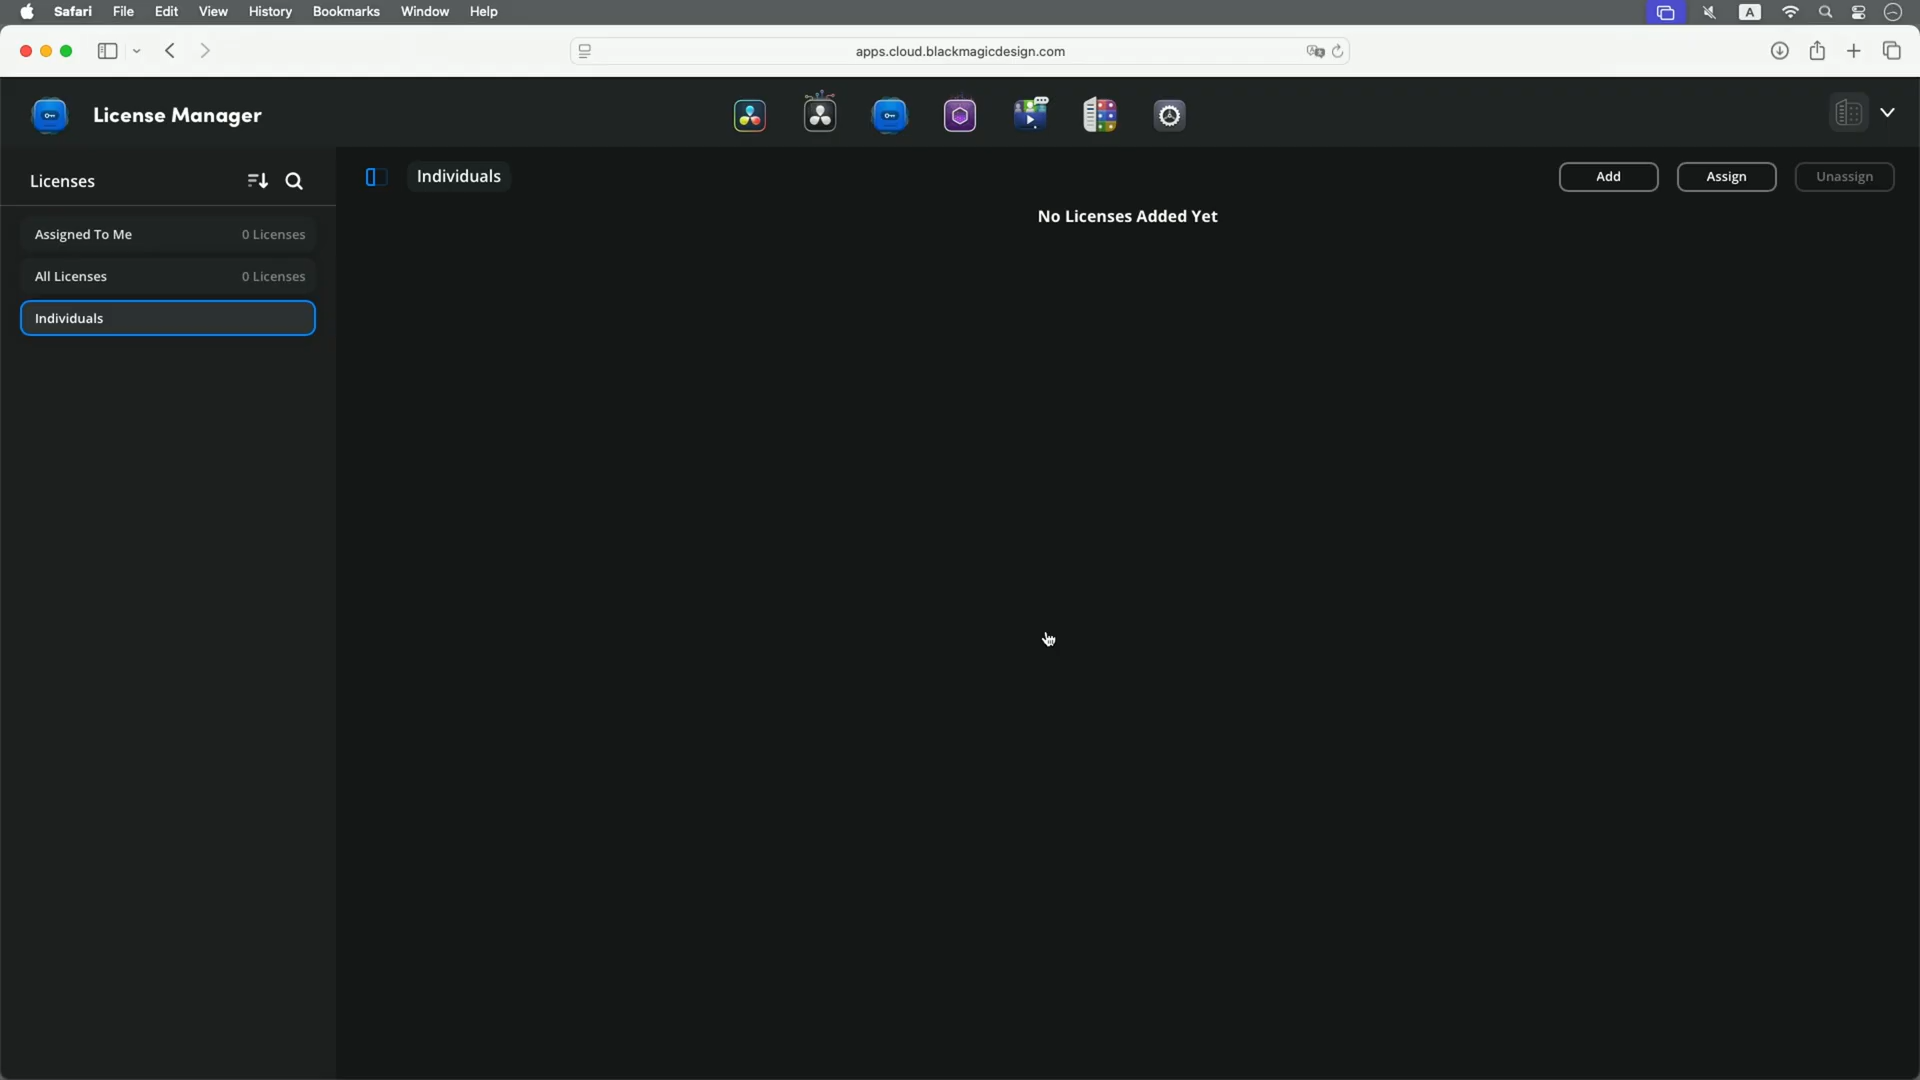 Safari File Edit View History Bookmarks Window Help
A
apps.cloud.blackmagicdesign.com
License Manager
Licenses
Individuals
Add
Assign
Unassign
No Licenses Added Yet
Assigned To Me 0 Licenses
All Licenses 0 Licenses
Individuals